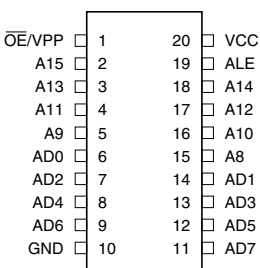 O̅E̅/VPP 1 20 VCC
A15 2 19 ALE
A13 3 18 A14
A11 4 17 A12
A9 5 16 A10
AD0 6 15 A8
AD2 7 14 AD1
AD4 8 13 AD3
AD6 9 12 AD5
GND 10 11 AD7